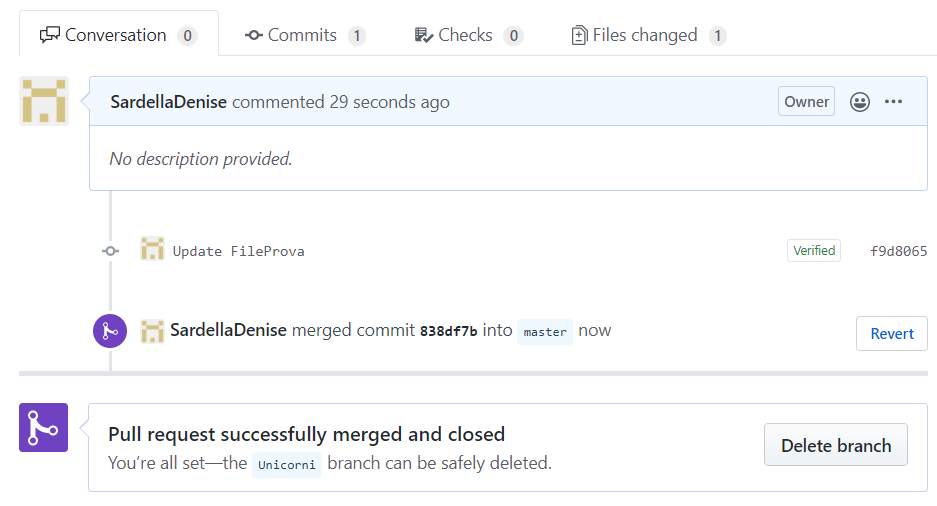 Conversation 0 Commits 1 Checks 0 Files changed 1
SardellaDenise commented 29 seconds ago Owner
No description provided.
Update FileProva Verified f9d8065
SardellaDenise merged commit 838df7b into master now Revert
Pull request successfully merged and closed
You’re all set—the Unicorni branch can be safely deleted.
Delete branch